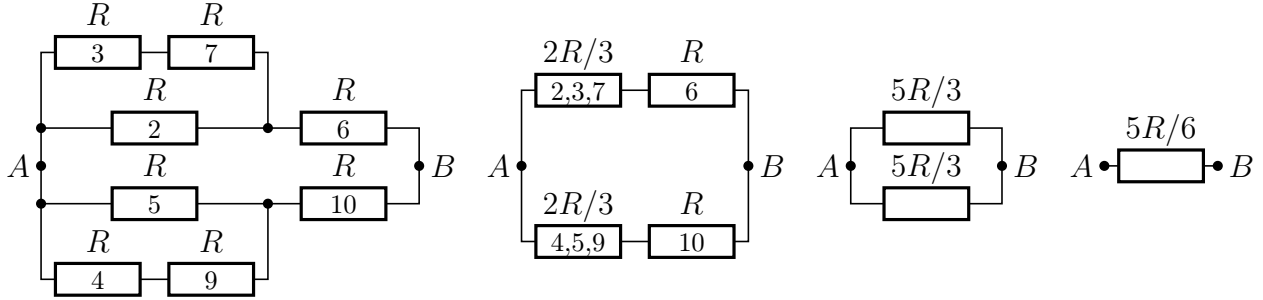 R R
3 7
R R
2 6
A B
R R
5 10
R R
4 9
2R/3 R
2,3,7 6
A B
2R/3 R
4,5,9 10
5R/3
A B
5R/3
5R/6
A B